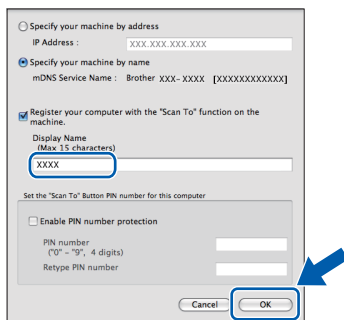 Specify your machine by address
IP Address :
XXX.XXX.XXX.XXX
Specify your machine by name
mDNS Service Name : Brother XXX-XXXX [XXXXXXXXXXXX]
Register your computer with the "Scan To" function on the
machine.
Display Name
(Max 15 characters)
XXXX
Set the "Scan To" Button PIN number for this computer
Enable PIN number protection
PIN number
("0" - "9", 4 digits)
Retype PIN number
Cancel
OK